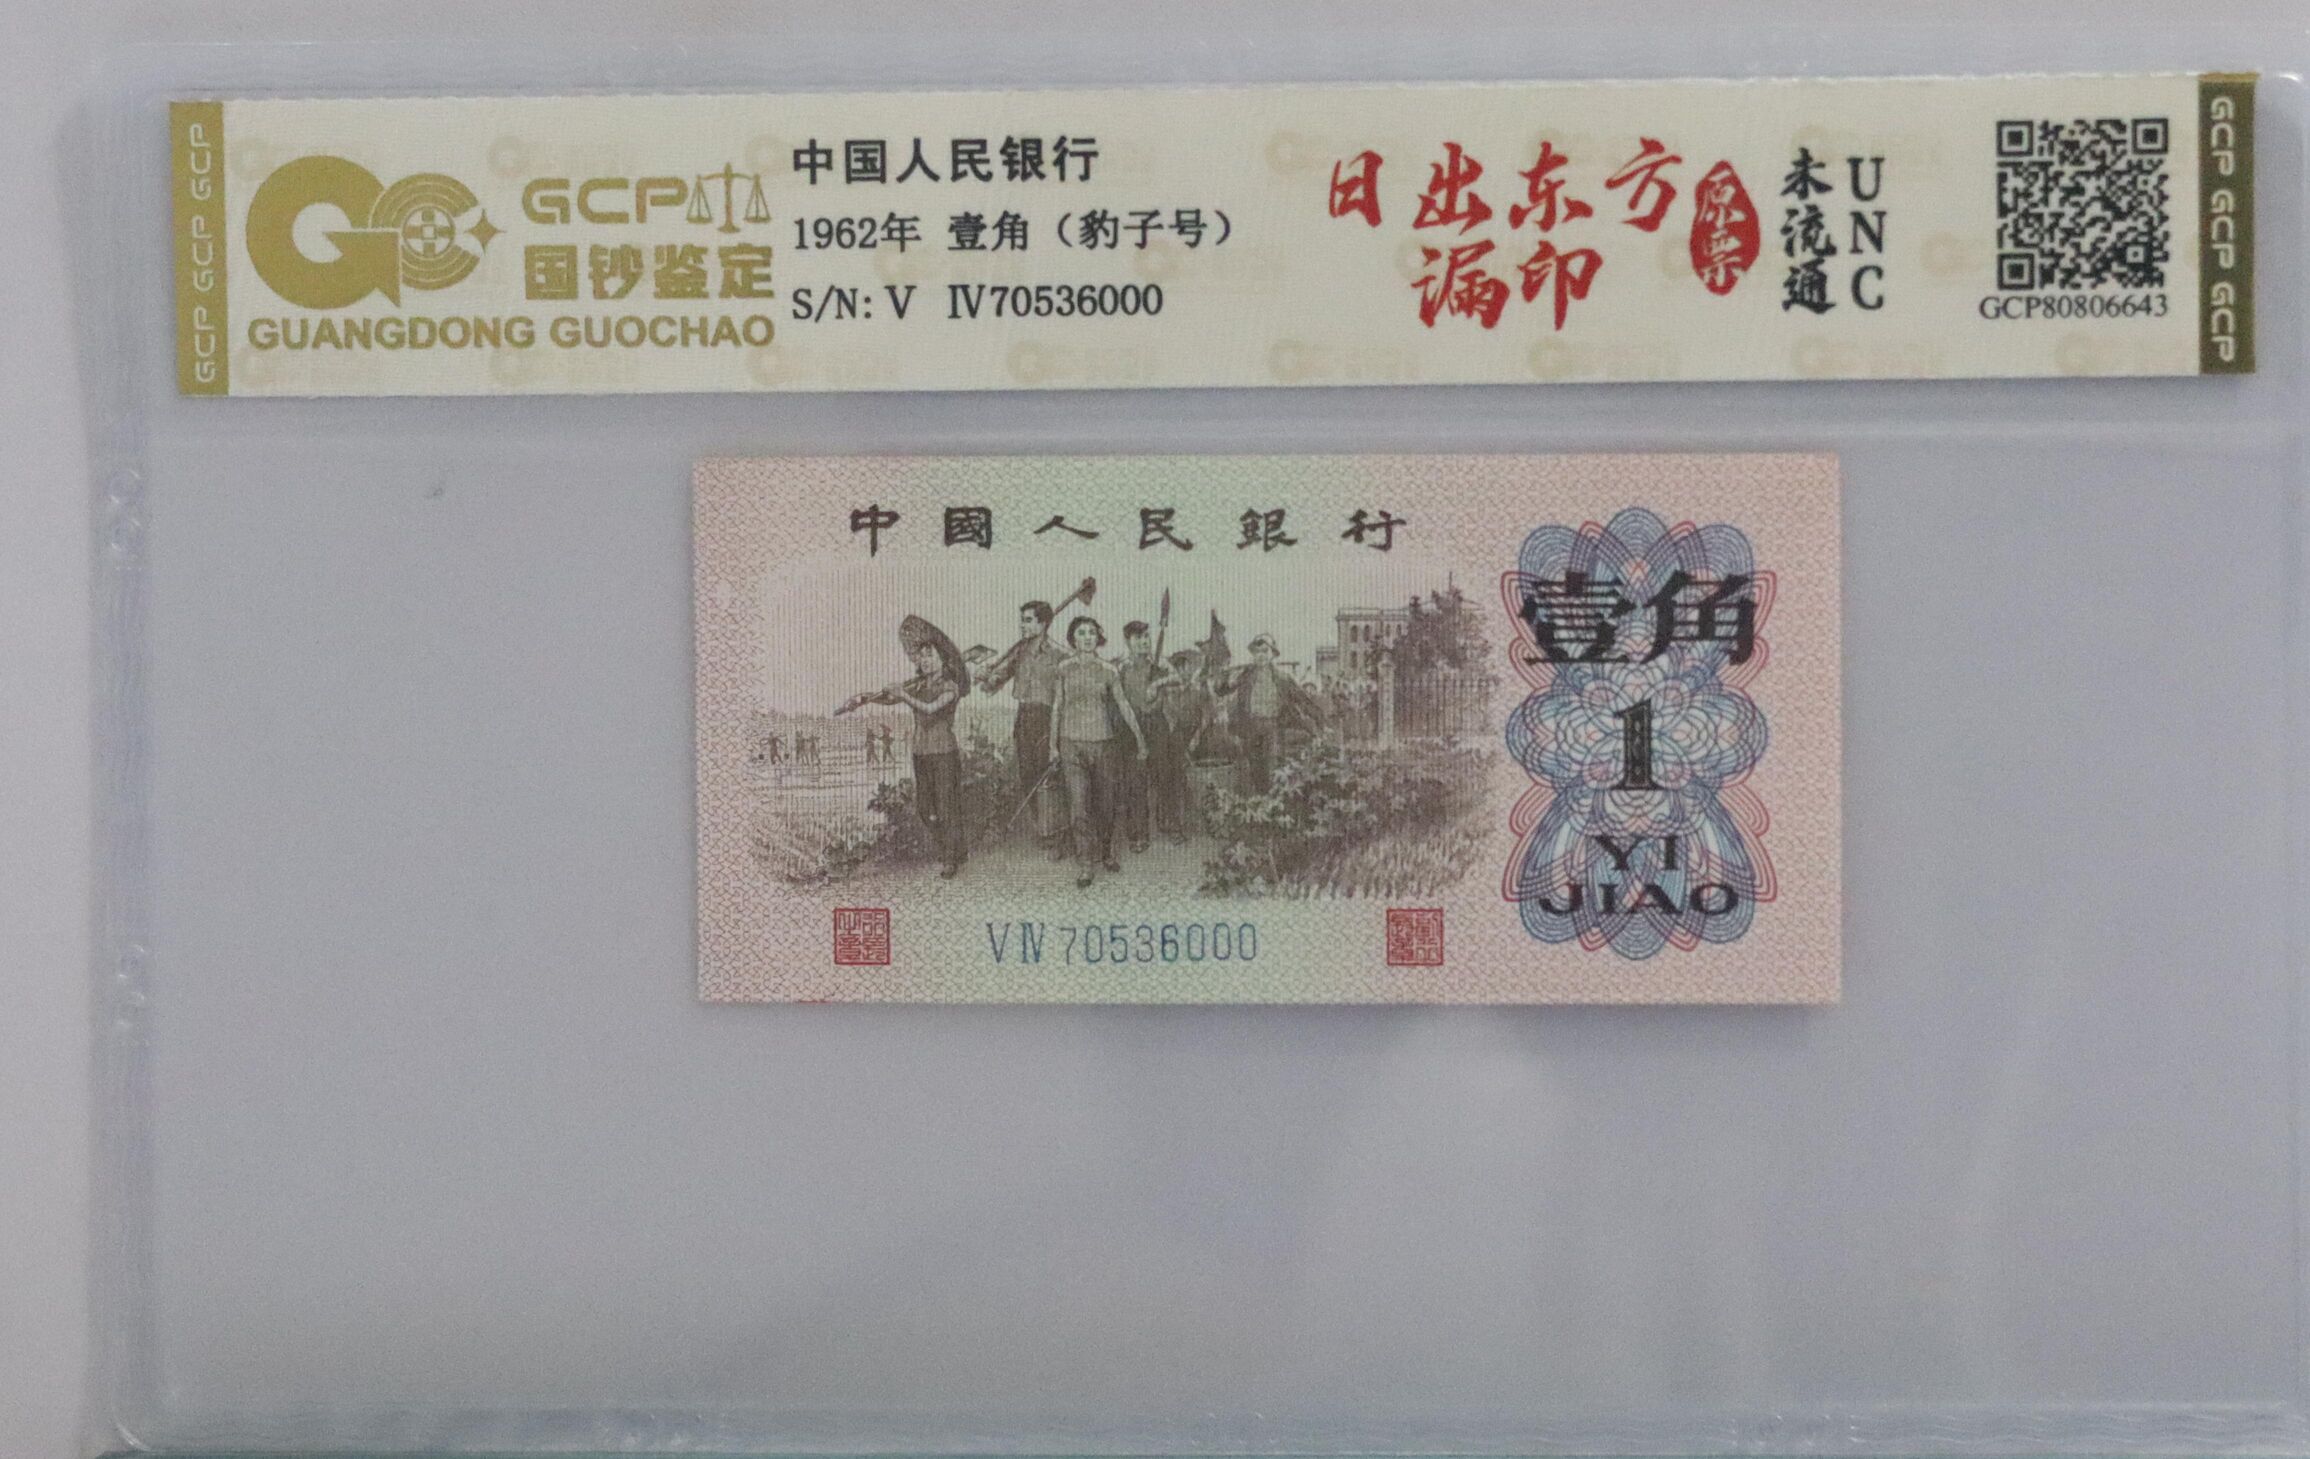 GCP GCP GCP GCP
GCP
国钞鉴定
GUANGDONG GUOCHAO
中国人民银行
1962年 壹角（豹子号）
S/N: V Ⅳ70536000
日出东方
漏印
原票
未流通
UNC
GCP80806643
GCP GCP GCP GCP
中國人民銀行
壹角
1
YI
JIAO
V Ⅳ 70536000